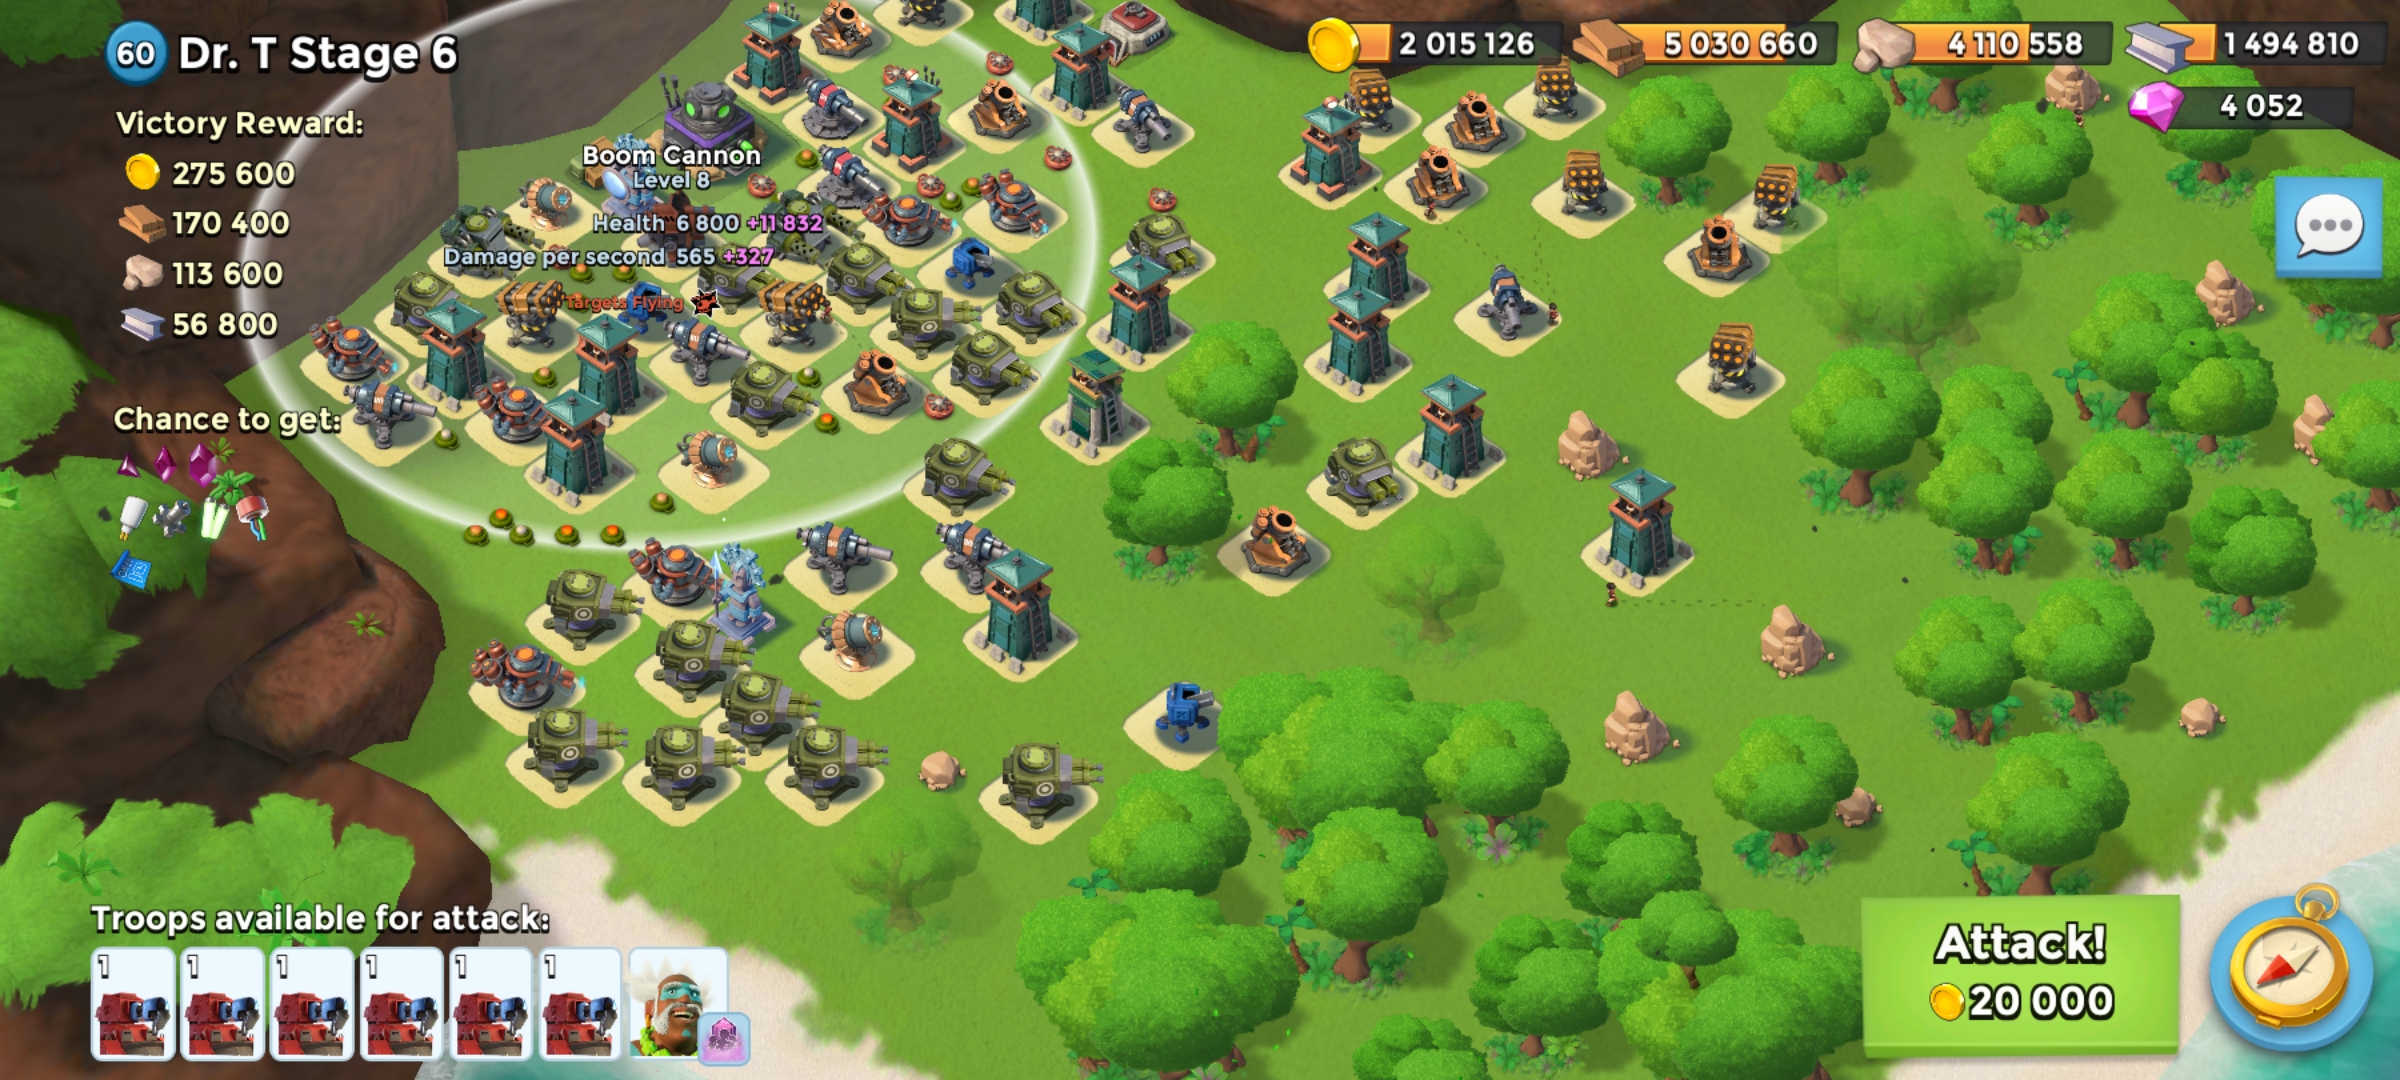 60 Dr. T Stage 6
2 015 126
5 030 660
4 110 558
1 494 810
4 052
Victory Reward:
275 600
170 400
113 600
56 800
Chance to get:
Boom Cannon
Level 8
Health 6 800 +11 832
Damage per second 565 +327
Targets Flying
Troops available for attack:
1 1 1 1 1 1
Attack!
20 000